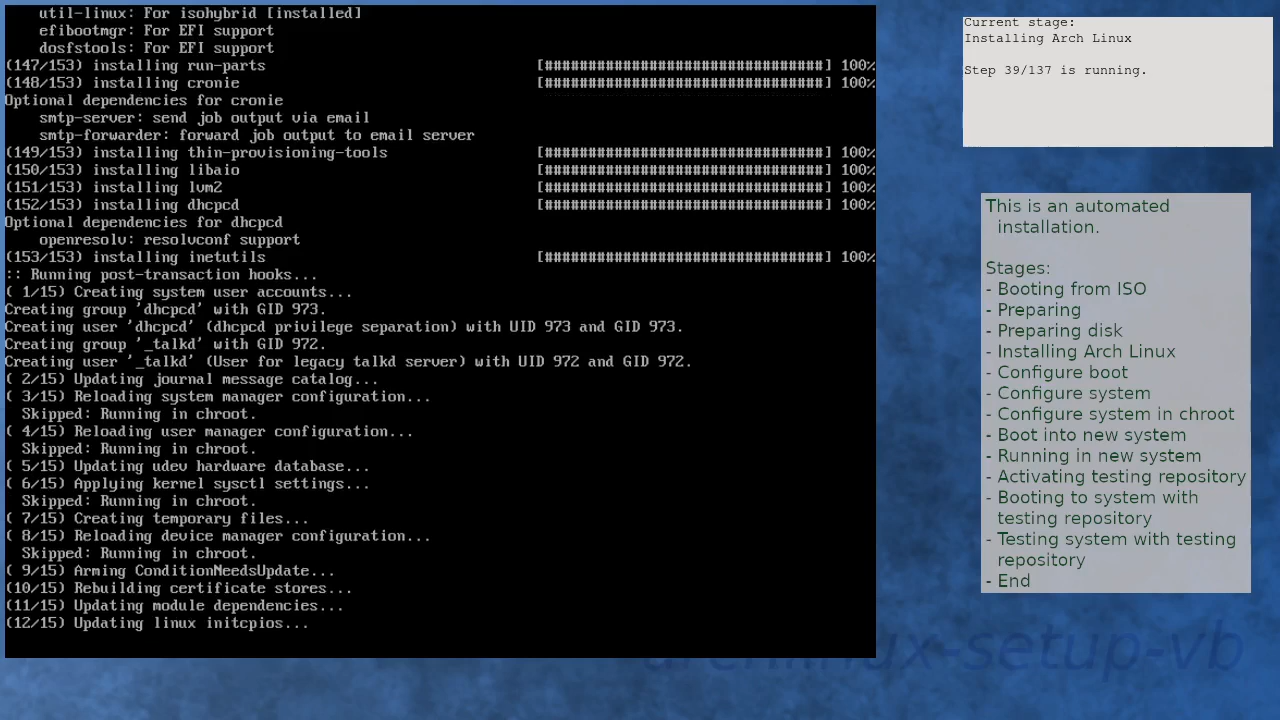 util-linux: For isohybrid [installed]
efibootmgr: For EFI support
dosfstools: For EFI support
(147/153) installing run-parts [################################] 100%
(148/153) installing cronie [################################] 100%
Optional dependencies for cronie
smtp-server: send job output via email
smtp-forwarder: forward job output to email server
(149/153) installing thin-provisioning-tools [################################] 100%
(150/153) installing libaio [################################] 100%
(151/153) installing lvm2 [################################] 100%
(152/153) installing dhcpcd [################################] 100%
Optional dependencies for dhcpcd
openresolv: resolvconf support
(153/153) installing inetutils [################################] 100%
:: Running post-transaction hooks...
( 1/15) Creating system user accounts...
Creating group 'dhcpcd' with GID 973.
Creating user 'dhcpcd' (dhcpcd privilege separation) with UID 973 and GID 973.
Creating group '_talkd' with GID 972.
Creating user '_talkd' (User for legacy talkd server) with UID 972 and GID 972.
( 2/15) Updating journal message catalog...
( 3/15) Reloading system manager configuration...
Skipped: Running in chroot.
( 4/15) Reloading user manager configuration...
Skipped: Running in chroot.
( 5/15) Updating udev hardware database...
( 6/15) Applying kernel sysctl settings...
Skipped: Running in chroot.
( 7/15) Creating temporary files...
( 8/15) Reloading device manager configuration...
Skipped: Running in chroot.
( 9/15) Arming ConditionNeedsUpdate...
(10/15) Rebuilding certificate stores...
(11/15) Updating module dependencies...
(12/15) Updating linux initcpios...
Current stage:
Installing Arch Linux
Step 39/137 is running.
This is an automated
installation.
Stages:
- Booting from ISO
- Preparing
- Preparing disk
- Installing Arch Linux
- Configure boot
- Configure system
- Configure system in chroot
- Boot into new system
- Running in new system
- Activating testing repository
- Booting to system with
testing repository
- Testing system with testing
repository
- End
archlinux-setup-vb